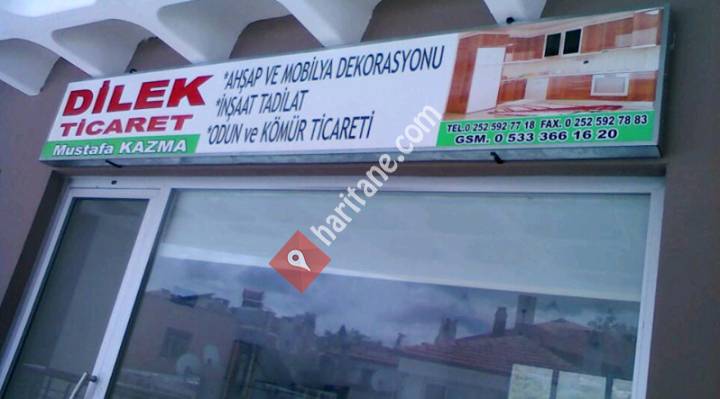 DİLEK
TİCARET
Mustafa KAZMA
*AHŞAP VE MOBİLYA DEKORASYONU
*İNŞAAT TADİLAT
*ODUN ve KÖMÜR TİCARETİ
TEL.0 252 592 77 18 FAX. 0 252 592 78 83
GSM. 0 533 366 16 20
haritane.com